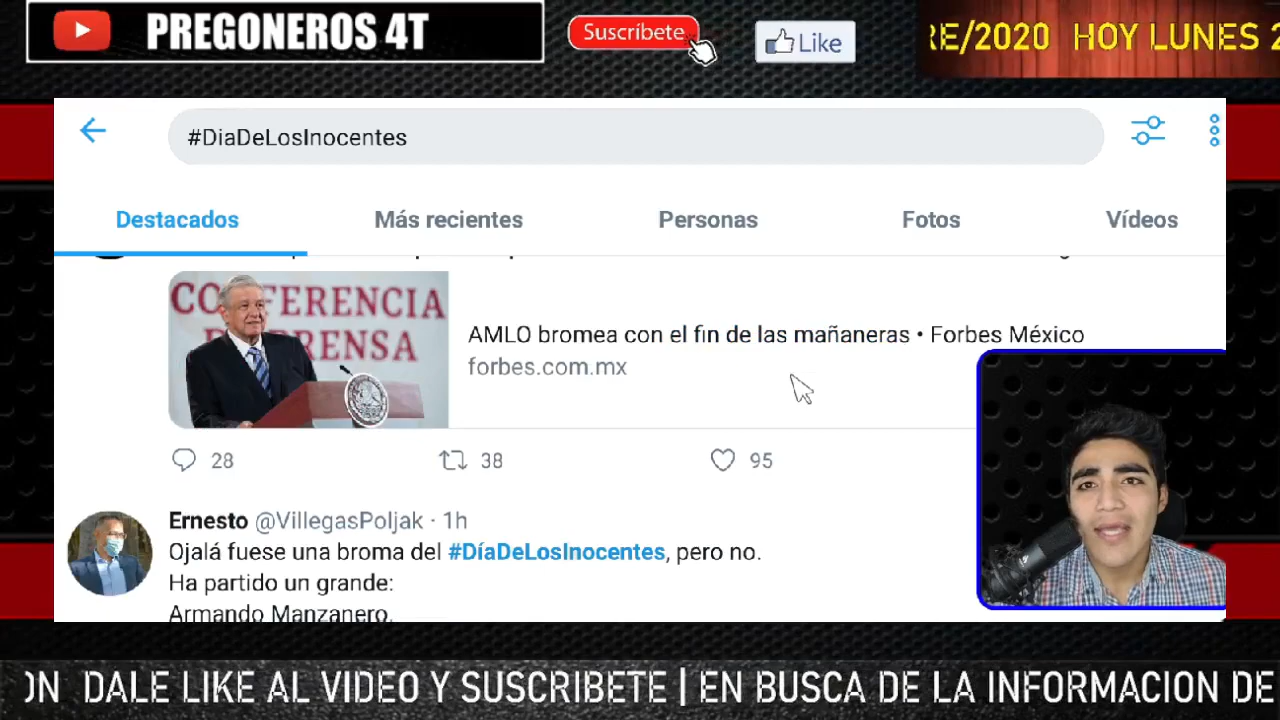 PREGONEROS 4T
Suscríbete
Like
RE/2020 HOY LUNES 2
#DiaDeLosInocentes
Destacados
Más recientes
Personas
Fotos
Vídeos
CONFERENCIA
DE PRENSA
AMLO bromea con el fin de las mañaneras • Forbes México
forbes.com.mx
28
38
95
Ernesto @VillegasPoljak · 1h
Ojalá fuese una broma del #DíaDeLosInocentes, pero no.
Ha partido un grande:
Armando Manzanero.
ON DALE LIKE AL VIDEO Y SUSCRIBETE | EN BUSCA DE LA INFORMACION DE